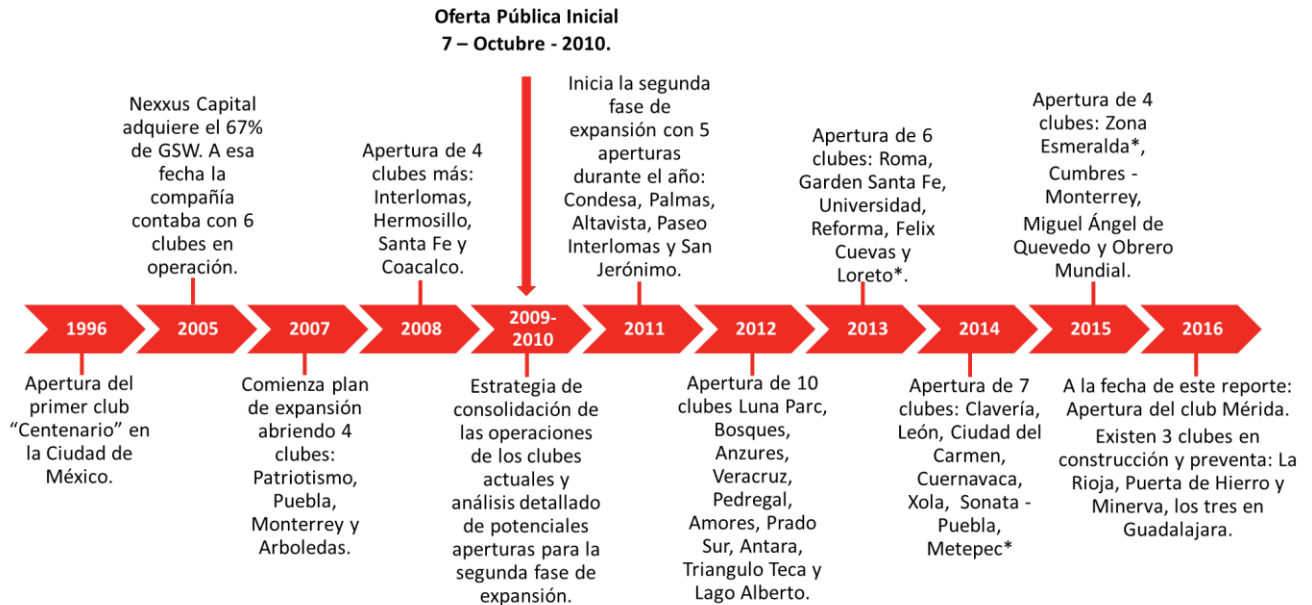 Oferta Pública Inicial
7 – Octubre - 2010.
Nexxus Capital
adquiere el 67%
de GSW. A esa
fecha la
compañía
contaba con 6
clubes en
operación.
Apertura de 4
clubes más:
Interlomas,
Hermosillo,
Santa Fe y
Coacalco.
Inicia la segunda
fase de
expansión con 5
aperturas
durante el año:
Condesa, Palmas,
Altavista, Paseo
Interlomas y San
Jerónimo.
Apertura de 6
clubes: Roma,
Garden Santa Fe,
Universidad,
Reforma, Felix
Cuevas y
Loreto*.
Apertura de 4
clubes: Zona
Esmeralda*,
Cumbres -
Monterrey,
Miguel Ángel de
Quevedo y Obrero
Mundial.
1996
2005
2007
2008
2009-
2010
2011
2012
2013
2014
2015
2016
Apertura del
primer club
“Centenario” en
la Ciudad de
México.
Comienza plan
de expansión
abriendo 4
clubes:
Patriotismo,
Puebla,
Monterrey y
Arboledas.
Estrategia de
consolidación de
las operaciones
de los clubes
actuales y
análisis detallado
de potenciales
aperturas para la
segunda fase de
expansión.
Apertura de 10
clubes Luna Parc,
Bosques,
Anzures,
Veracruz,
Pedregal,
Amores, Prado
Sur, Antara,
Triangulo Teca y
Lago Alberto.
Apertura de 7
clubes: Clavería,
León, Ciudad del
Carmen,
Cuernavaca,
Xola, Sonata -
Puebla,
Metepec*
A la fecha de este reporte:
Apertura del club Mérida.
Existen 3 clubes en
construcción y preventa: La
Rioja, Puerta de Hierro y
Minerva, los tres en
Guadalajara.